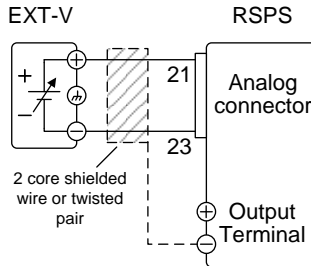 EXT-V
RSPS
+
−
+
−
21
23
Analog
connector
2 core shielded
wire or twisted
pair
+
−
Output
Terminal